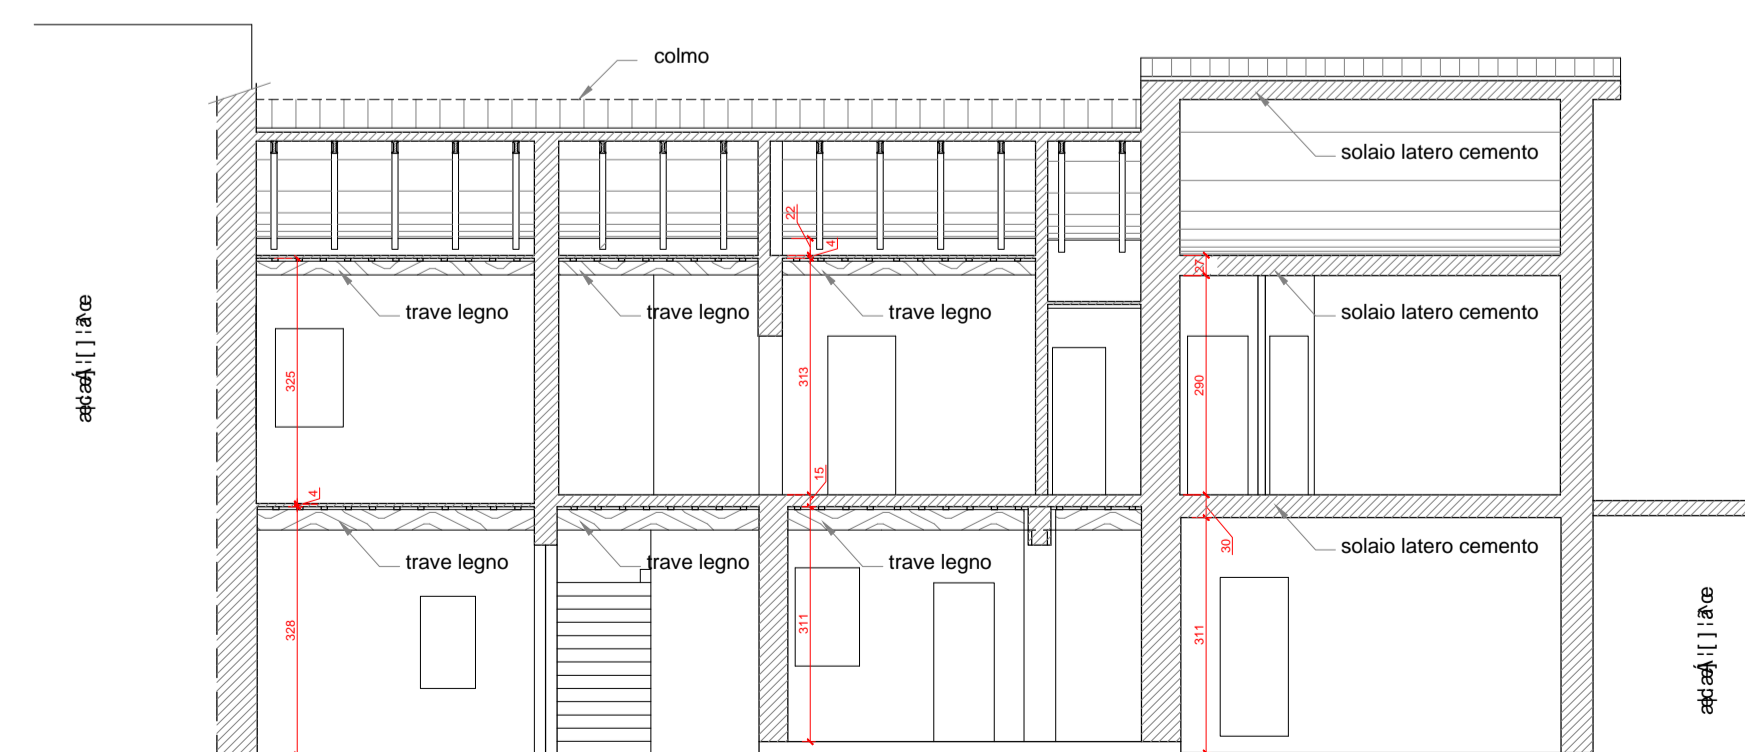 colmo
solaio latero cemento
22
4
27
trave legno
trave legno
trave legno
solaio latero cemento
325
313
290
4
15
30
trave legno
trave legno
trave legno
solaio latero cemento
328
311
311